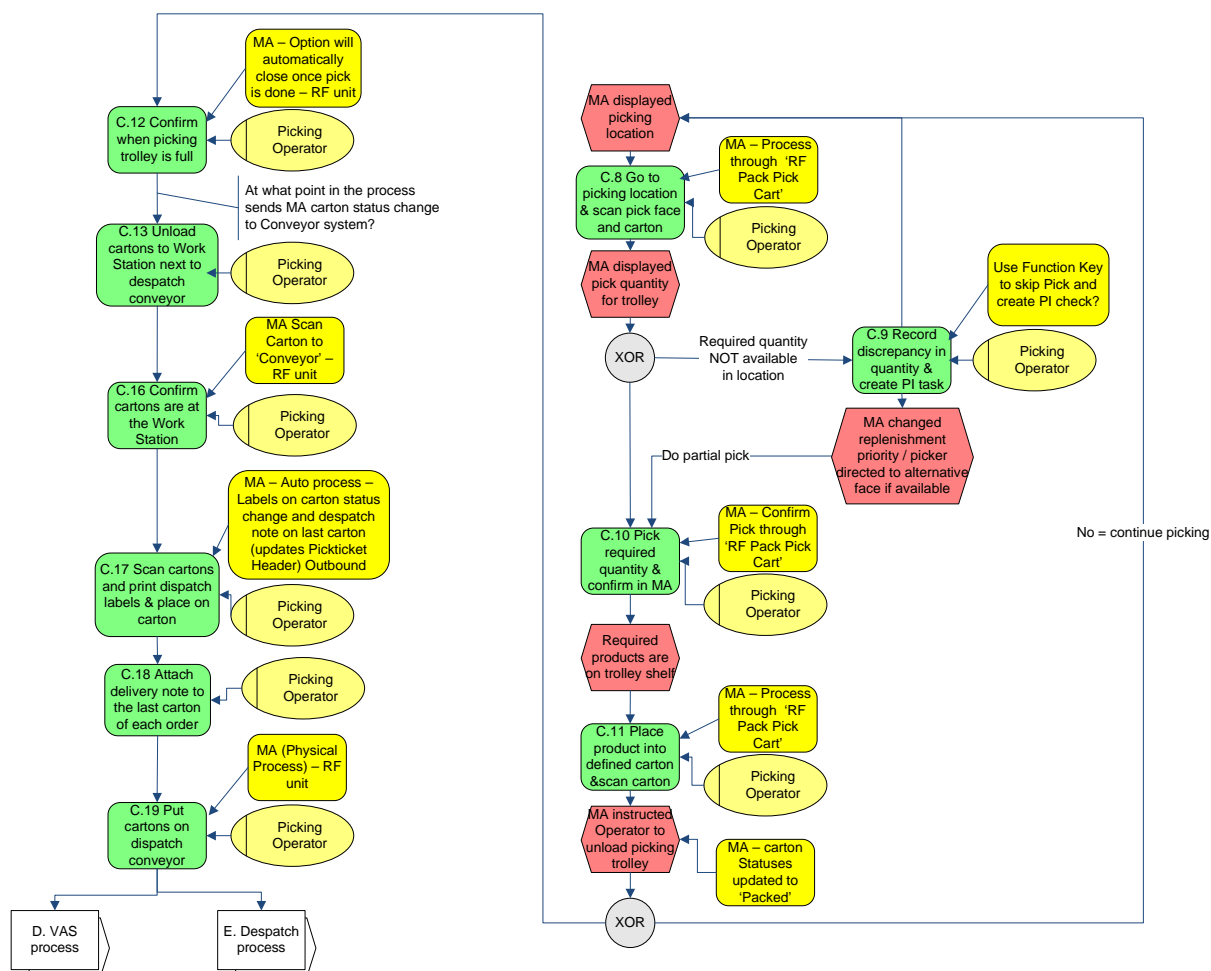 MA – Option will
automatically
close once pick
is done – RF unit
C.12 Confirm
when picking
trolley is full
Picking
Operator
At what point in the process
sends MA carton status change
to Conveyor system?
C.13 Unload
cartons to Work
Station next to
despatch
conveyor
Picking
Operator
MA Scan
Carton to
‘Conveyor’ –
RF unit
C.16 Confirm
cartons are at
the Work
Station
Picking
Operator
MA – Auto process –
Labels on carton status
change and despatch
note on last carton
(updates Pickticket
Header) Outbound
C.17 Scan cartons
and print dispatch
labels & place on
carton
Picking
Operator
C.18 Attach
delivery note to
the last carton
of each order
Picking
Operator
MA (Physical
Process) – RF
unit
C.19 Put
cartons on
dispatch
conveyor
Picking
Operator
D. VAS
process
E. Despatch
process
MA displayed
picking
location
MA – Process
through ‘RF
Pack Pick
Cart’
C.8 Go to
picking location
& scan pick face
and carton
Picking
Operator
MA displayed
pick quantity
for trolley
XOR
Required quantity
NOT available
in location
Use Function Key
to skip Pick and
create PI check?
C.9 Record
discrepancy in
quantity &
create PI task
Picking
Operator
MA changed
replenishment
priority / picker
directed to alternative
face if available
Do partial pick
No = continue picking
MA – Confirm
Pick through
‘RF Pack Pick
Cart’
C.10 Pick
required
quantity &
confirm in MA
Picking
Operator
Required
products are
on trolley shelf
MA – Process
through ‘RF
Pack Pick
Cart’
C.11 Place
product into
defined carton
&scan carton
Picking
Operator
MA instructed
Operator to
unload picking
trolley
MA – carton
Statuses
updated to
‘Packed’
XOR